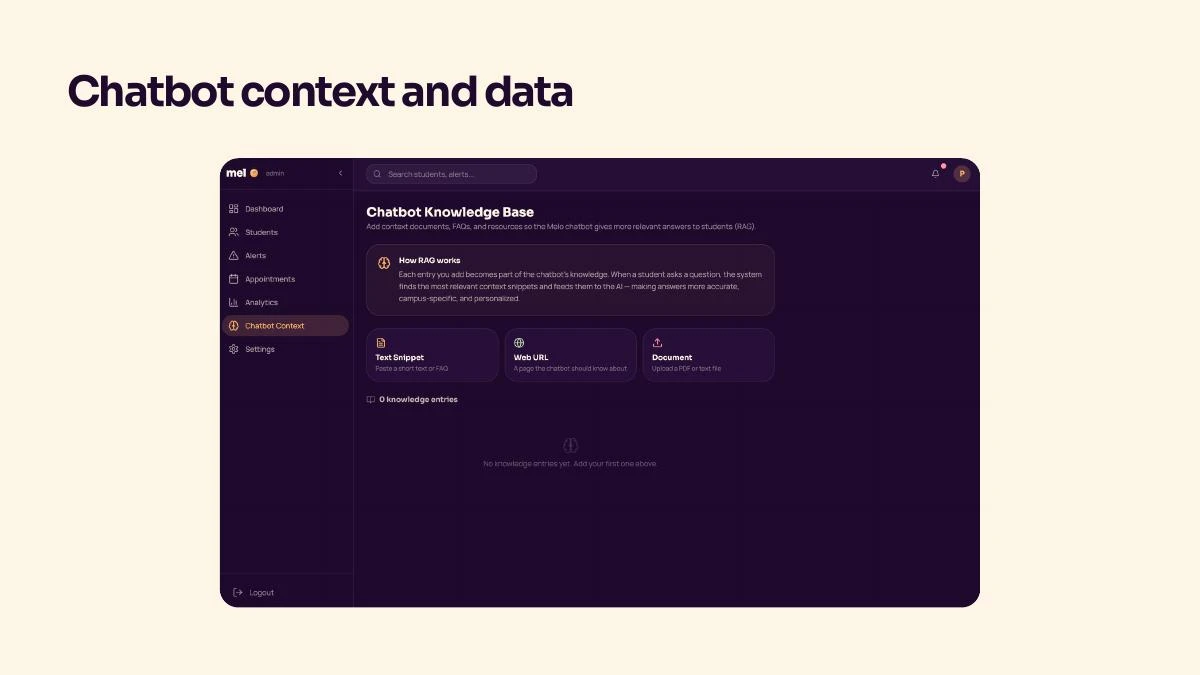 Chatbot context and data
mel
admin
Search students, alerts...
P
Dashboard
Students
Alerts
Appointments
Analytics
Chatbot Context
Settings
Logout
Chatbot Knowledge Base
Add context documents, FAQs, and resources so the Melo chatbot gives more relevant answers to students (RAG).
How RAG works
Each entry you add becomes part of the chatbot's knowledge. When a student asks a question, the system
finds the most relevant context snippets and feeds them to the AI — making answers more accurate,
campus-specific, and personalized.
Text Snippet
Paste a short text or FAQ
Web URL
A page the chatbot should know about
Document
Upload a PDF or text file
0 knowledge entries
No knowledge entries yet. Add your first one above.